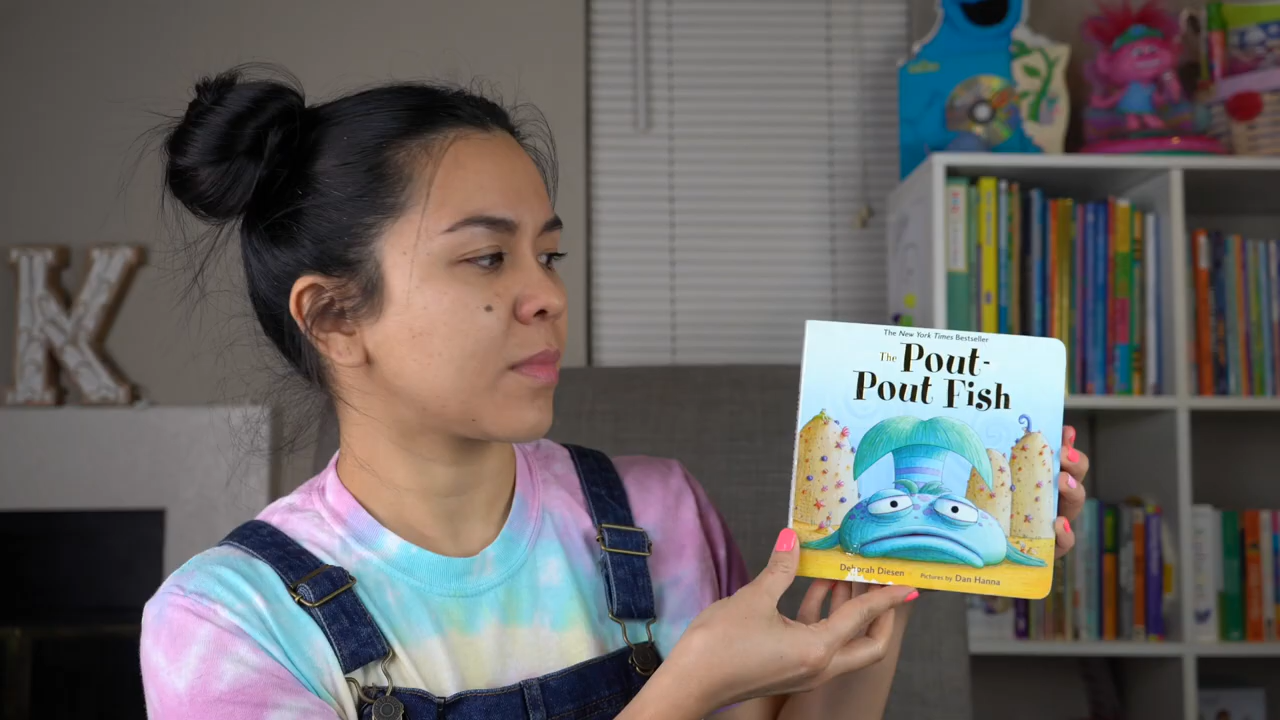 K
The New York Times Bestseller
The Pout-
Pout Fish
Deborah Diesen
Pictures by Dan Hanna